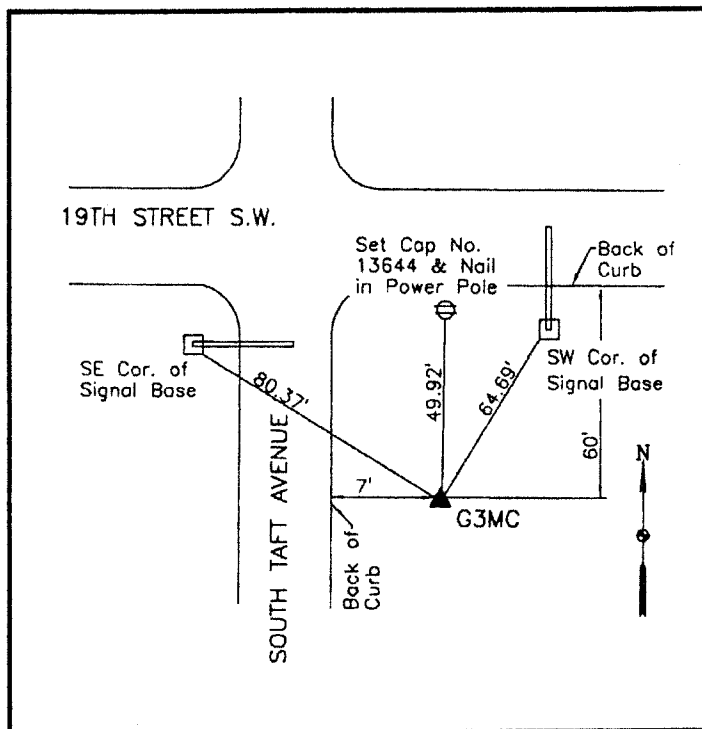 19TH STREET S.W.
Set Cap No.
13644 & Nail
in Power Pole
Back of
Curb
SE Cor. of
Signal Base
80.37'
49.92'
64.69'
SW Cor. of
Signal Base
60'
N
7'
G3MC
SOUTH TAFT AVENUE
Back of
Curb